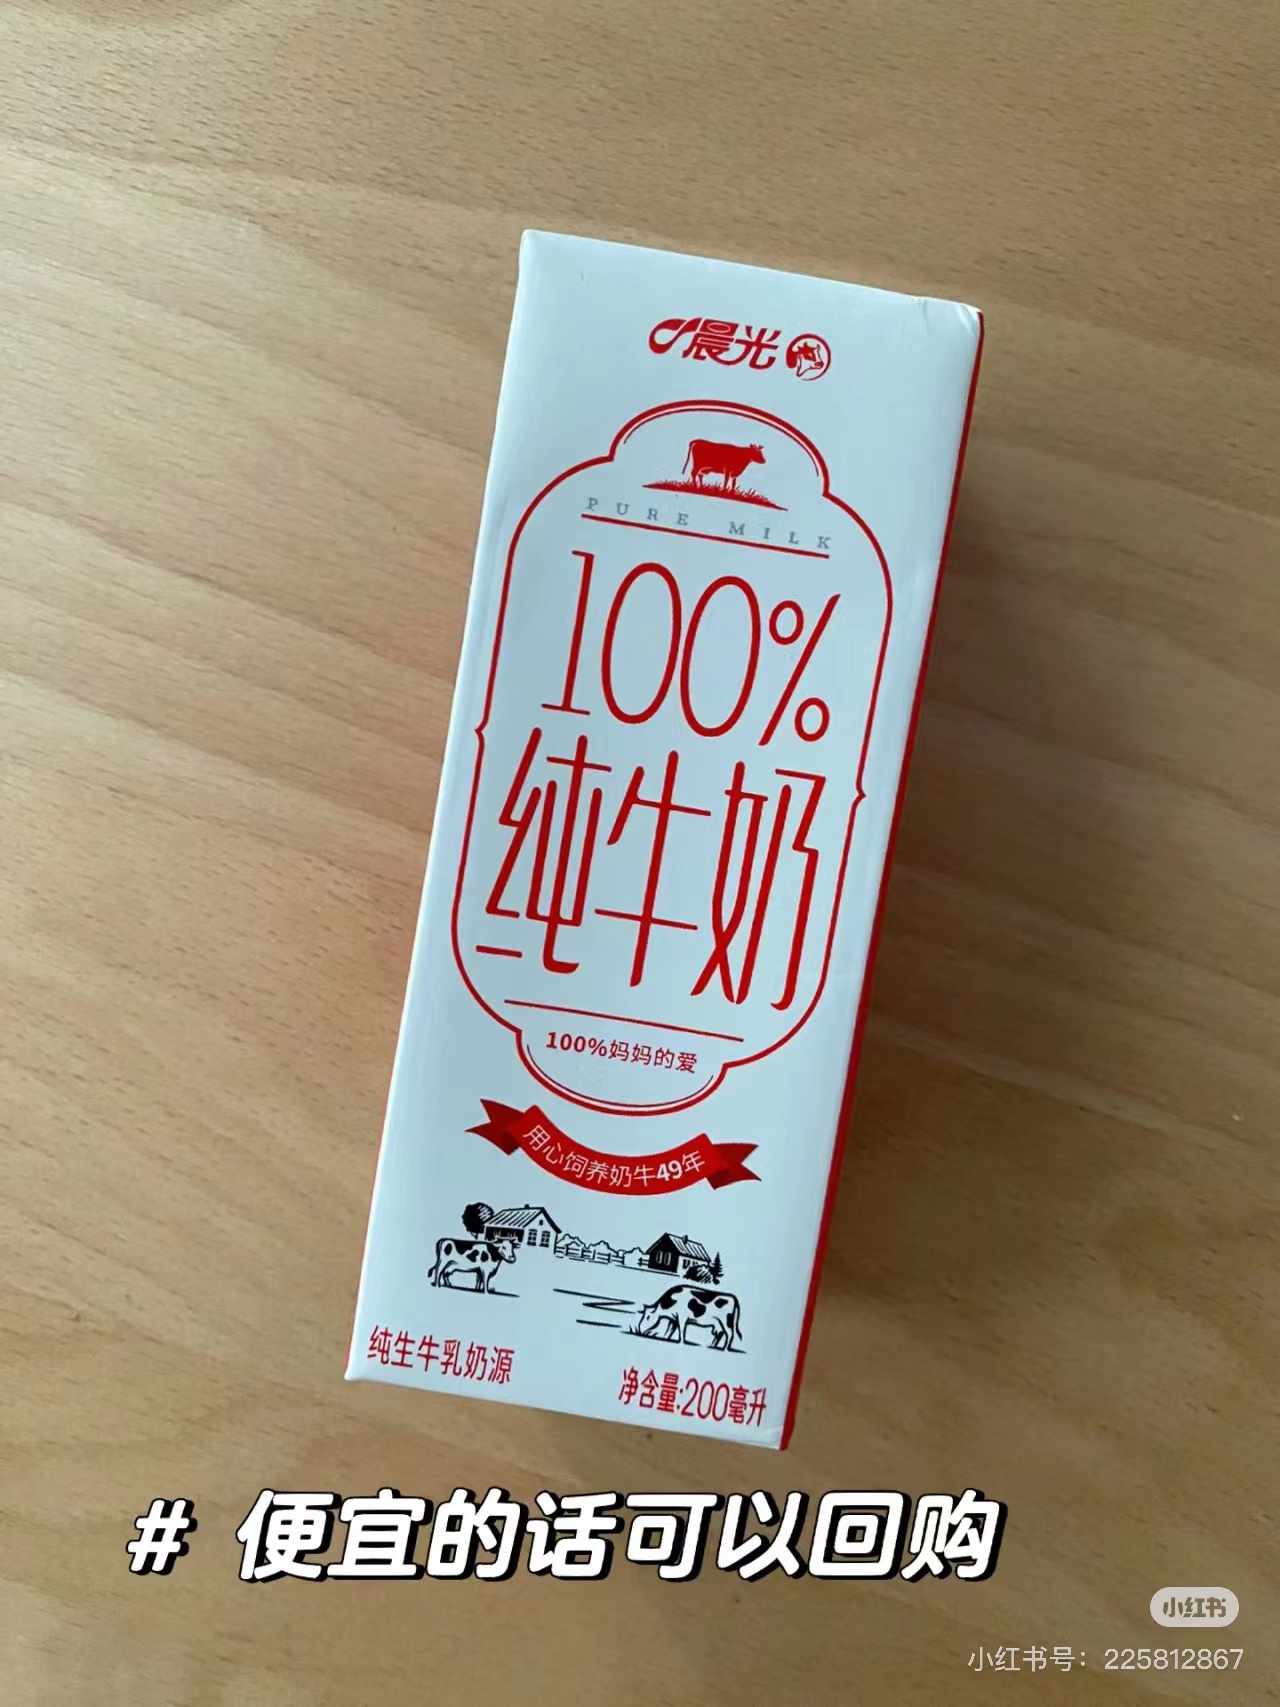 晨光
PURE MILK
100%
纯牛奶
100%妈妈的爱
用心饲养奶牛49年
纯生牛乳奶源
净含量:200毫升
# 便宜的话可以回购
小红书
小红书号：225812867